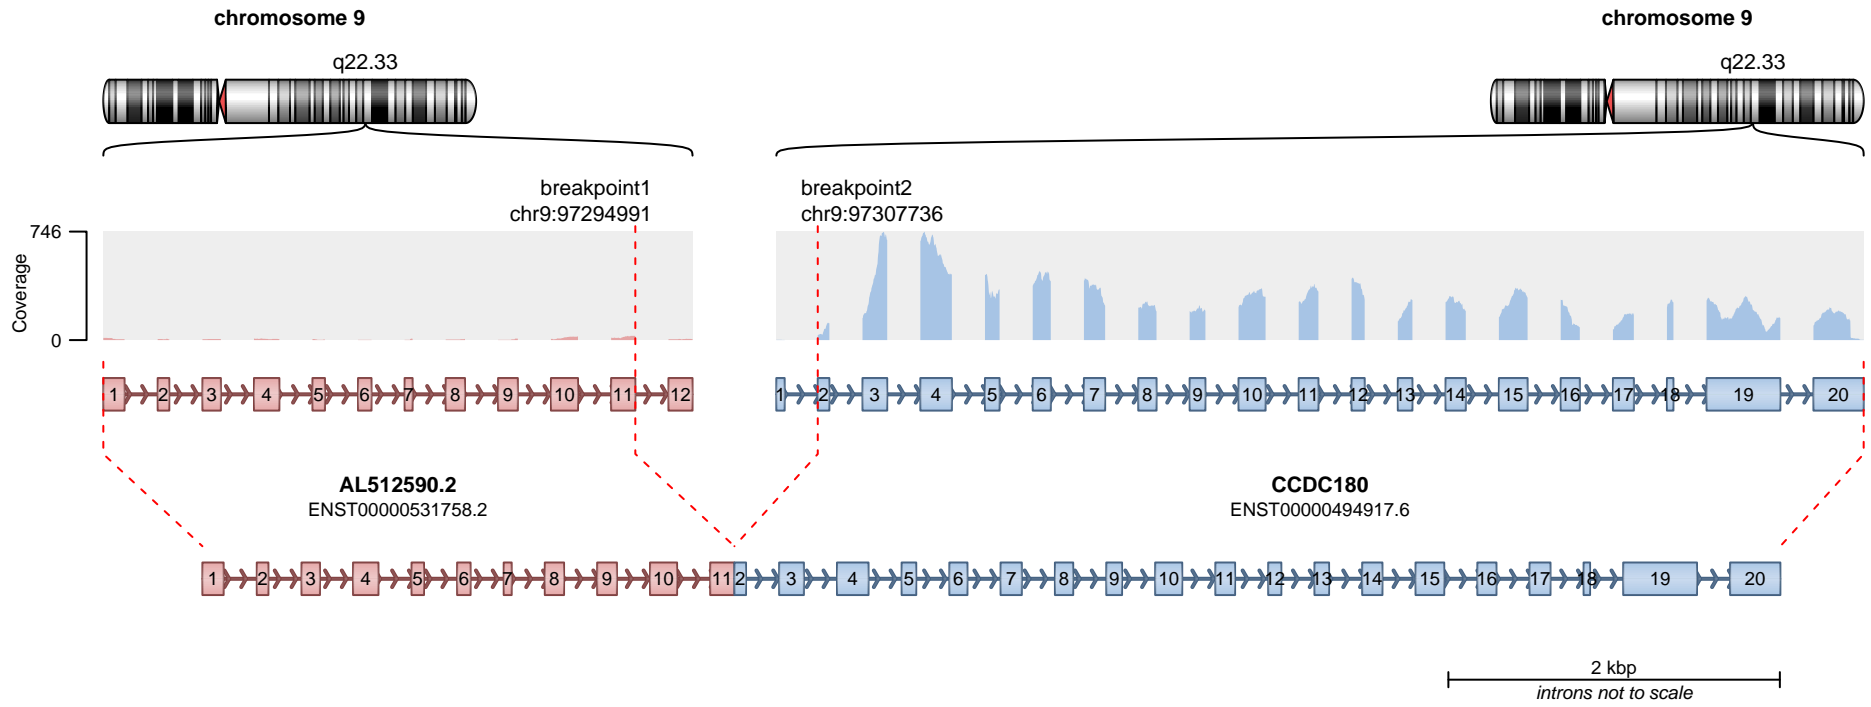 chromosome 9
chromosome 9
q22.33
q22.33
breakpoint1
chr9:97294991
breakpoint2
chr9:97307736
746
Coverage
0
1 2 3 4 5 6 7 8 9 10 11 12
1 2 3 4 5 6 7 8 9 10 11 12 13 14 15 16 17 18 19 20
AL512590.2
ENST00000531758.2
CCDC180
ENST00000494917.6
1 2 3 4 5 6 7 8 9 10 11 2 3 4 5 6 7 8 9 10 11 12 13 14 15 16 17 18 19 20
2 kbp
introns not to scale